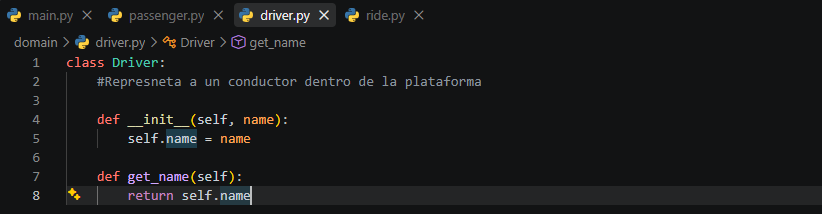 main.py passenger.py driver.py ride.py
domain > driver.py > Driver > get_name
1 class Driver:
2 #Represneta a un conductor dentro de la plataforma
3
4 def __init__(self, name):
5 self.name = name
6
7 def get_name(self):
8 return self.name